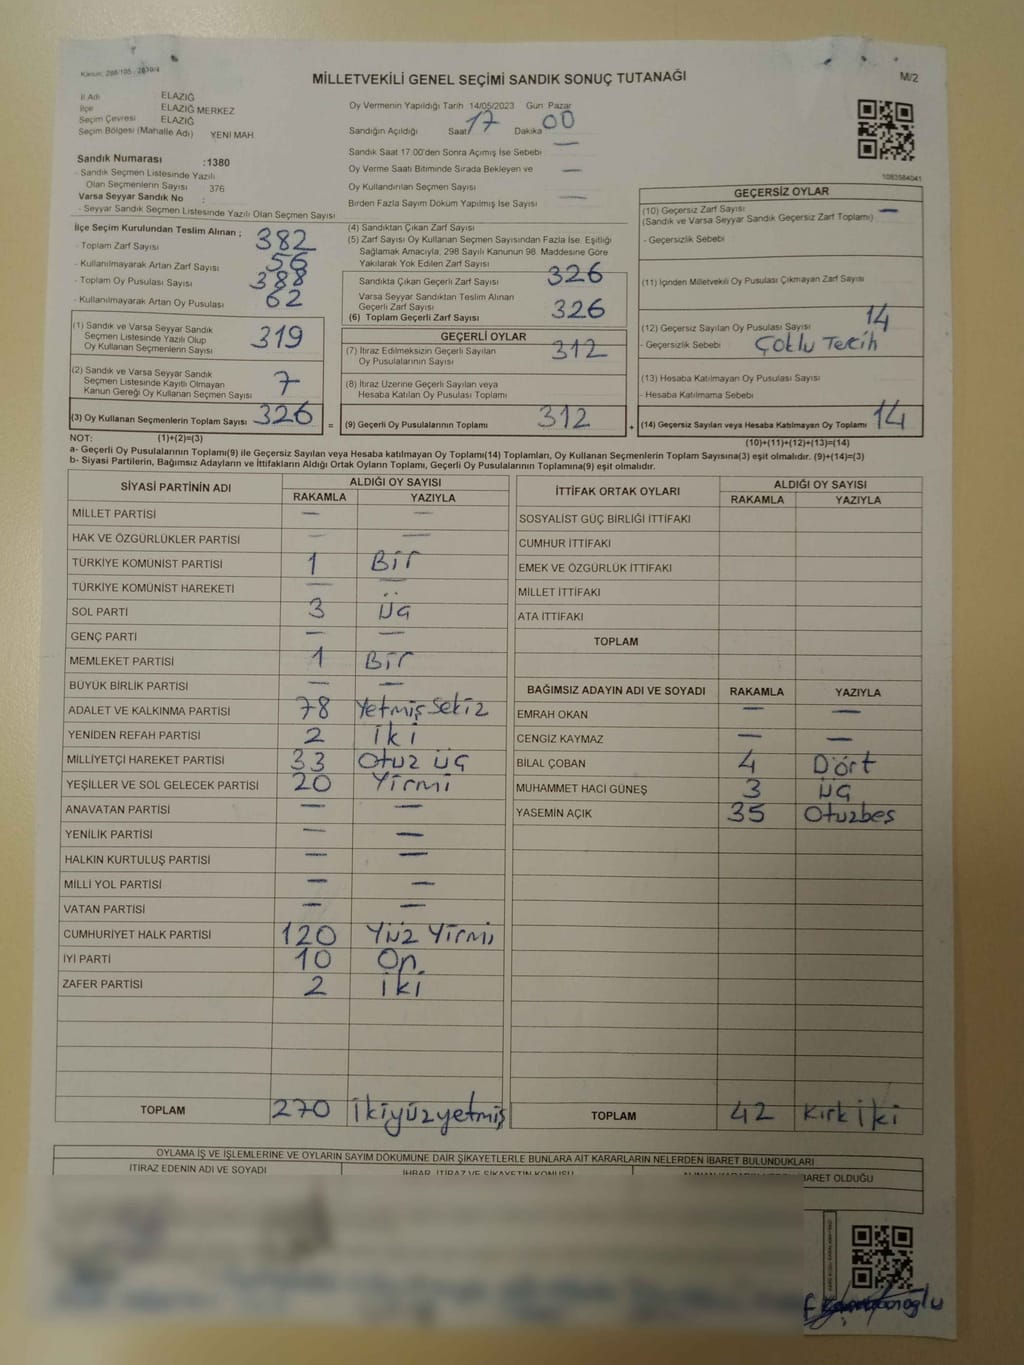 Kanun: 298/105 - 2839/4
MİLLETVEKİLİ GENEL SEÇİMİ SANDIK SONUÇ TUTANAĞI
M/2
İl Adı ELAZIĞ
İlçe ELAZIĞ MERKEZ
Seçim Çevresi ELAZIĞ
Seçim Bölgesi (Mahalle Adı) YENİ MAH
Sandık Numarası :1380
- Sandık Seçmen Listesinde Yazılı
Olan Seçmenlerin Sayısı 376
Varsa Seyyar Sandık No :
- Seyyar Sandık Seçmen Listesinde Yazılı Olan Seçmen Sayısı
Oy Vermenin Yapıldığı Tarih 14/05/2023 Gün: Pazar
Sandığın Açıldığı Saat 17 Dakika 00
Sandık Saat 17:00'den Sonra Açılmış İse Sebebi —
Oy Verme Saati Bitiminde Sırada Bekleyen ve —
Oy Kullandırılan Seçmen Sayısı
Birden Fazla Sayım Döküm Yapılmış İse Sayısı —
1083584041
İlçe Seçim Kurulundan Teslim Alınan ;
- Toplam Zarf Sayısı 382
- Kullanılmayarak Artan Zarf Sayısı 56
- Toplam Oy Pusulası Sayısı 388
- Kullanılmayarak Artan Oy Pusulası 62
(1) Sandık ve Varsa Seyyar Sandık
Seçmen Listesinde Yazılı Olup
Oy Kullanan Seçmenlerin Sayısı 319
(2) Sandık ve Varsa Seyyar Sandık
Seçmen Listesinde Kayıtlı Olmayan
Kanun Gereği Oy Kullanan Seçmen Sayısı 7
(3) Oy Kullanan Seçmenlerin Toplam Sayısı 326 =
(4) Sandıktan Çıkan Zarf Sayısı
(5) Zarf Sayısı Oy Kullanan Seçmen Sayısından Fazla İse, Eşitliği
Sağlamak Amacıyla, 298 Sayılı Kanunun 98. Maddesine Göre
Yakılarak Yok Edilen Zarf Sayısı
Sandıkta Çıkan Geçerli Zarf Sayısı 326
Varsa Seyyar Sandıktan Teslim Alınan
Geçerli Zarf Sayısı
(6) Toplam Geçerli Zarf Sayısı 326
GEÇERLİ OYLAR
(7) İtiraz Edilmeksizin Geçerli Sayılan
Oy Pusulalarının Sayısı 312
(8) İtiraz Üzerine Geçerli Sayılan veya
Hesaba Katılan Oy Pusulası Toplamı
(9) Geçerli Oy Pusulalarının Toplamı 312 +
GEÇERSİZ OYLAR
(10) Geçersiz Zarf Sayısı —
(Sandık ve Varsa Seyyar Sandık Geçersiz Zarf Toplamı)
- Geçersizlik Sebebi
(11) İçinden Milletvekili Oy Pusulası Çıkmayan Zarf Sayısı
(12) Geçersiz Sayılan Oy Pusulası Sayısı 14
- Geçersizlik Sebebi Çoklu Tercih
(13) Hesaba Katılmayan Oy Pusulası Sayısı
- Hesaba Katılmama Sebebi
(14) Geçersiz Sayılan veya Hesaba Katılmayan Oy Toplamı 14
NOT: (1)+(2)=(3) (10)+(11)+(12)+(13)=(14)
a- Geçerli Oy Pusulalarının Toplamı(9) ile Geçersiz Sayılan veya Hesaba katılmayan Oy Toplamı(14) Toplamları, Oy Kullanan Seçmenlerin Toplam Sayısına(3) eşit olmalıdır. (9)+(14)=(3)
b- Siyasi Partilerin, Bağımsız Adayların ve İttifakların Aldığı Ortak Oyların Toplamı, Geçerli Oy Pusulalarının Toplamına(9) eşit olmalıdır.
SİYASİ PARTİNİN ADI ALDIĞI OY SAYISI
RAKAMLA YAZIYLA
MİLLET PARTİSİ — —
HAK VE ÖZGÜRLÜKLER PARTİSİ — —
TÜRKİYE KOMÜNİST PARTİSİ 1 Bir
TÜRKİYE KOMÜNİST HAREKETİ — —
SOL PARTİ 3 Üç
GENÇ PARTİ — —
MEMLEKET PARTİSİ 1 Bir
BÜYÜK BİRLİK PARTİSİ — —
ADALET VE KALKINMA PARTİSİ 78 Yetmiş sekiz
YENİDEN REFAH PARTİSİ 2 İki
MİLLİYETÇİ HAREKET PARTİSİ 33 Otuz üç
YEŞİLLER VE SOL GELECEK PARTİSİ 20 Yirmi
ANAVATAN PARTİSİ — —
YENİLİK PARTİSİ — —
HALKIN KURTULUŞ PARTİSİ — —
MİLLİ YOL PARTİSİ — —
VATAN PARTİSİ — —
CUMHURİYET HALK PARTİSİ 120 Yüz Yirmi
İYİ PARTİ 10 On
ZAFER PARTİSİ 2 İki
TOPLAM 270 İkiyüzyetmiş
İTTİFAK ORTAK OYLARI ALDIĞI OY SAYISI
RAKAMLA YAZIYLA
SOSYALİST GÜÇ BİRLİĞİ İTTİFAKI
CUMHUR İTTİFAKI
EMEK VE ÖZGÜRLÜK İTTİFAKI
MİLLET İTTİFAKI
ATA İTTİFAKI
TOPLAM
BAĞIMSIZ ADAYIN ADI VE SOYADI RAKAMLA YAZIYLA
EMRAH OKAN — —
CENGİZ KAYMAZ — —
BİLAL ÇOBAN 4 Dört
MUHAMMET HACI GÜNEŞ 3 üç
YASEMİN AÇIK 35 Otuzbeş
TOPLAM 42 Kırk iki
OYLAMA İŞ VE İŞLEMLERİNE VE OYLARIN SAYIM DÖKÜMÜNE DAİR ŞİKAYETLERLE BUNLARA AİT KARARLARIN NELERDEN İBARET BULUNDUKLARI
İTİRAZ EDENİN ADI VE SOYADI İHBAR, İTİRAZ VE ŞİKAYETİN KONUSU İBARET OLDUĞU